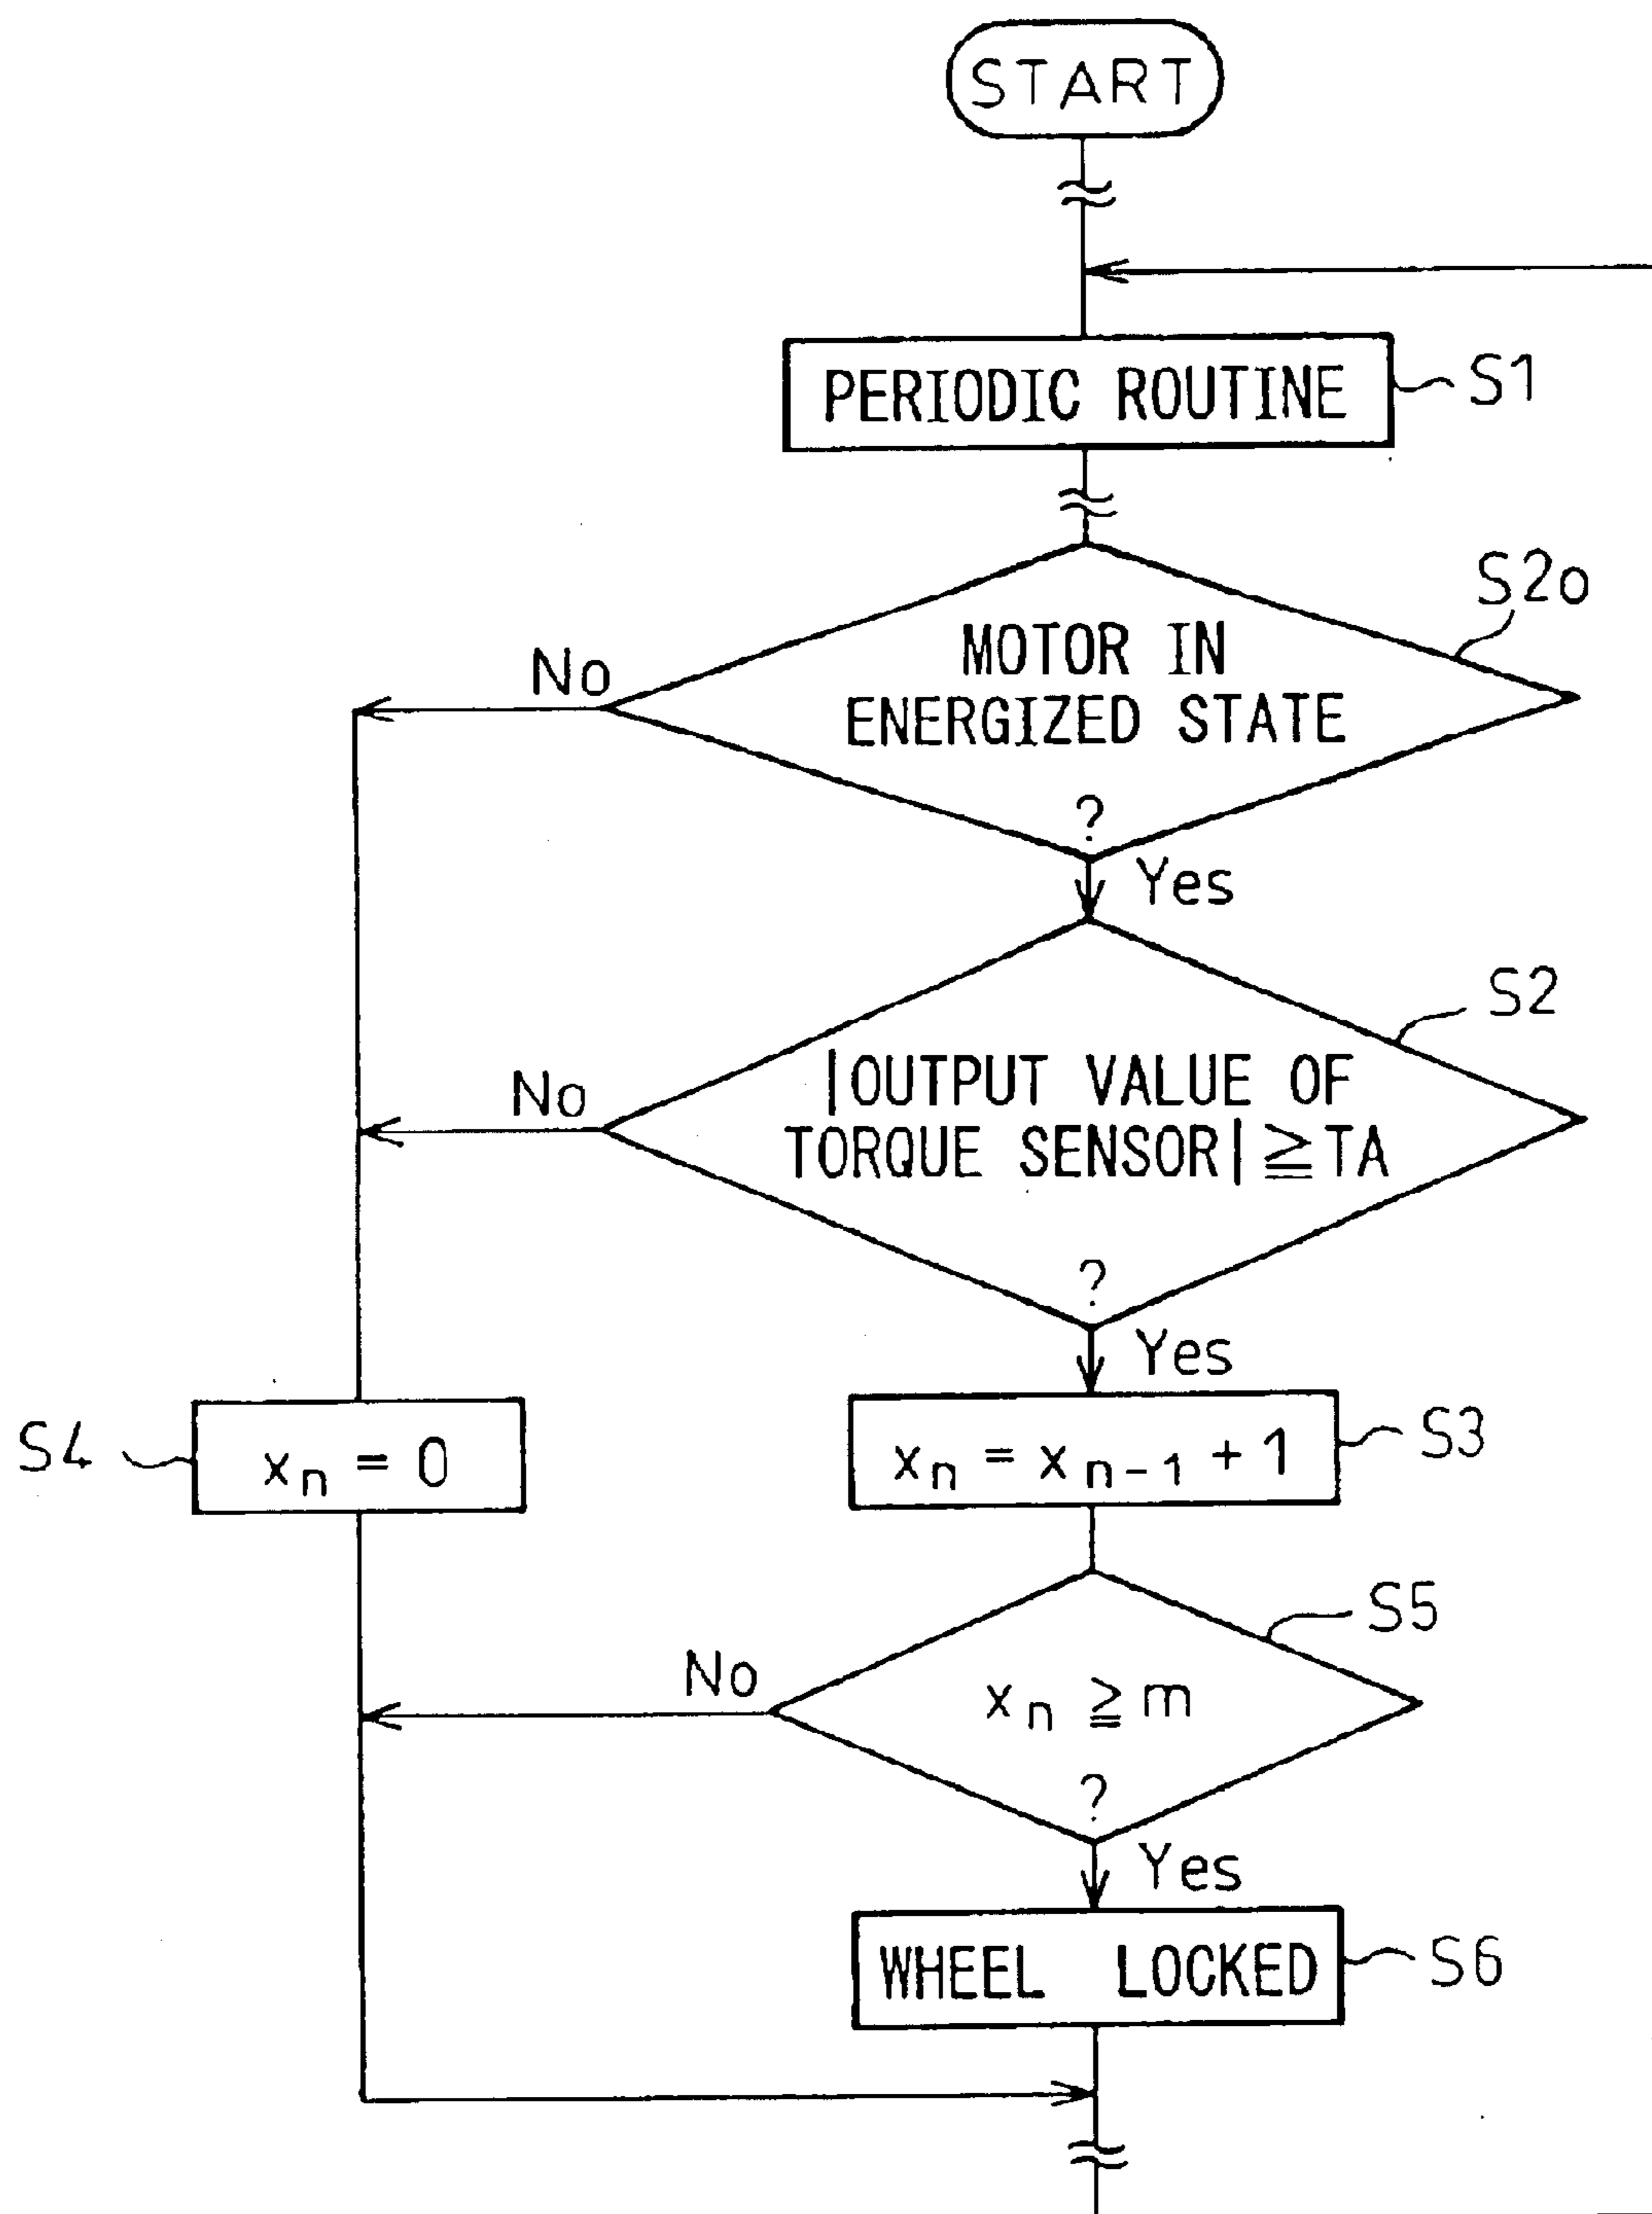 START
PERIODIC ROUTINE
S1
S2o
MOTOR IN
ENERGIZED STATE
?
No
Yes
S2
|OUTPUT VALUE OF
TORQUE SENSOR| ≧ TA
?
No
Yes
S4
xn = 0
xn = xn-1 + 1
S3
S5
No
xn ≧ m
?
Yes
WHEEL LOCKED
S6